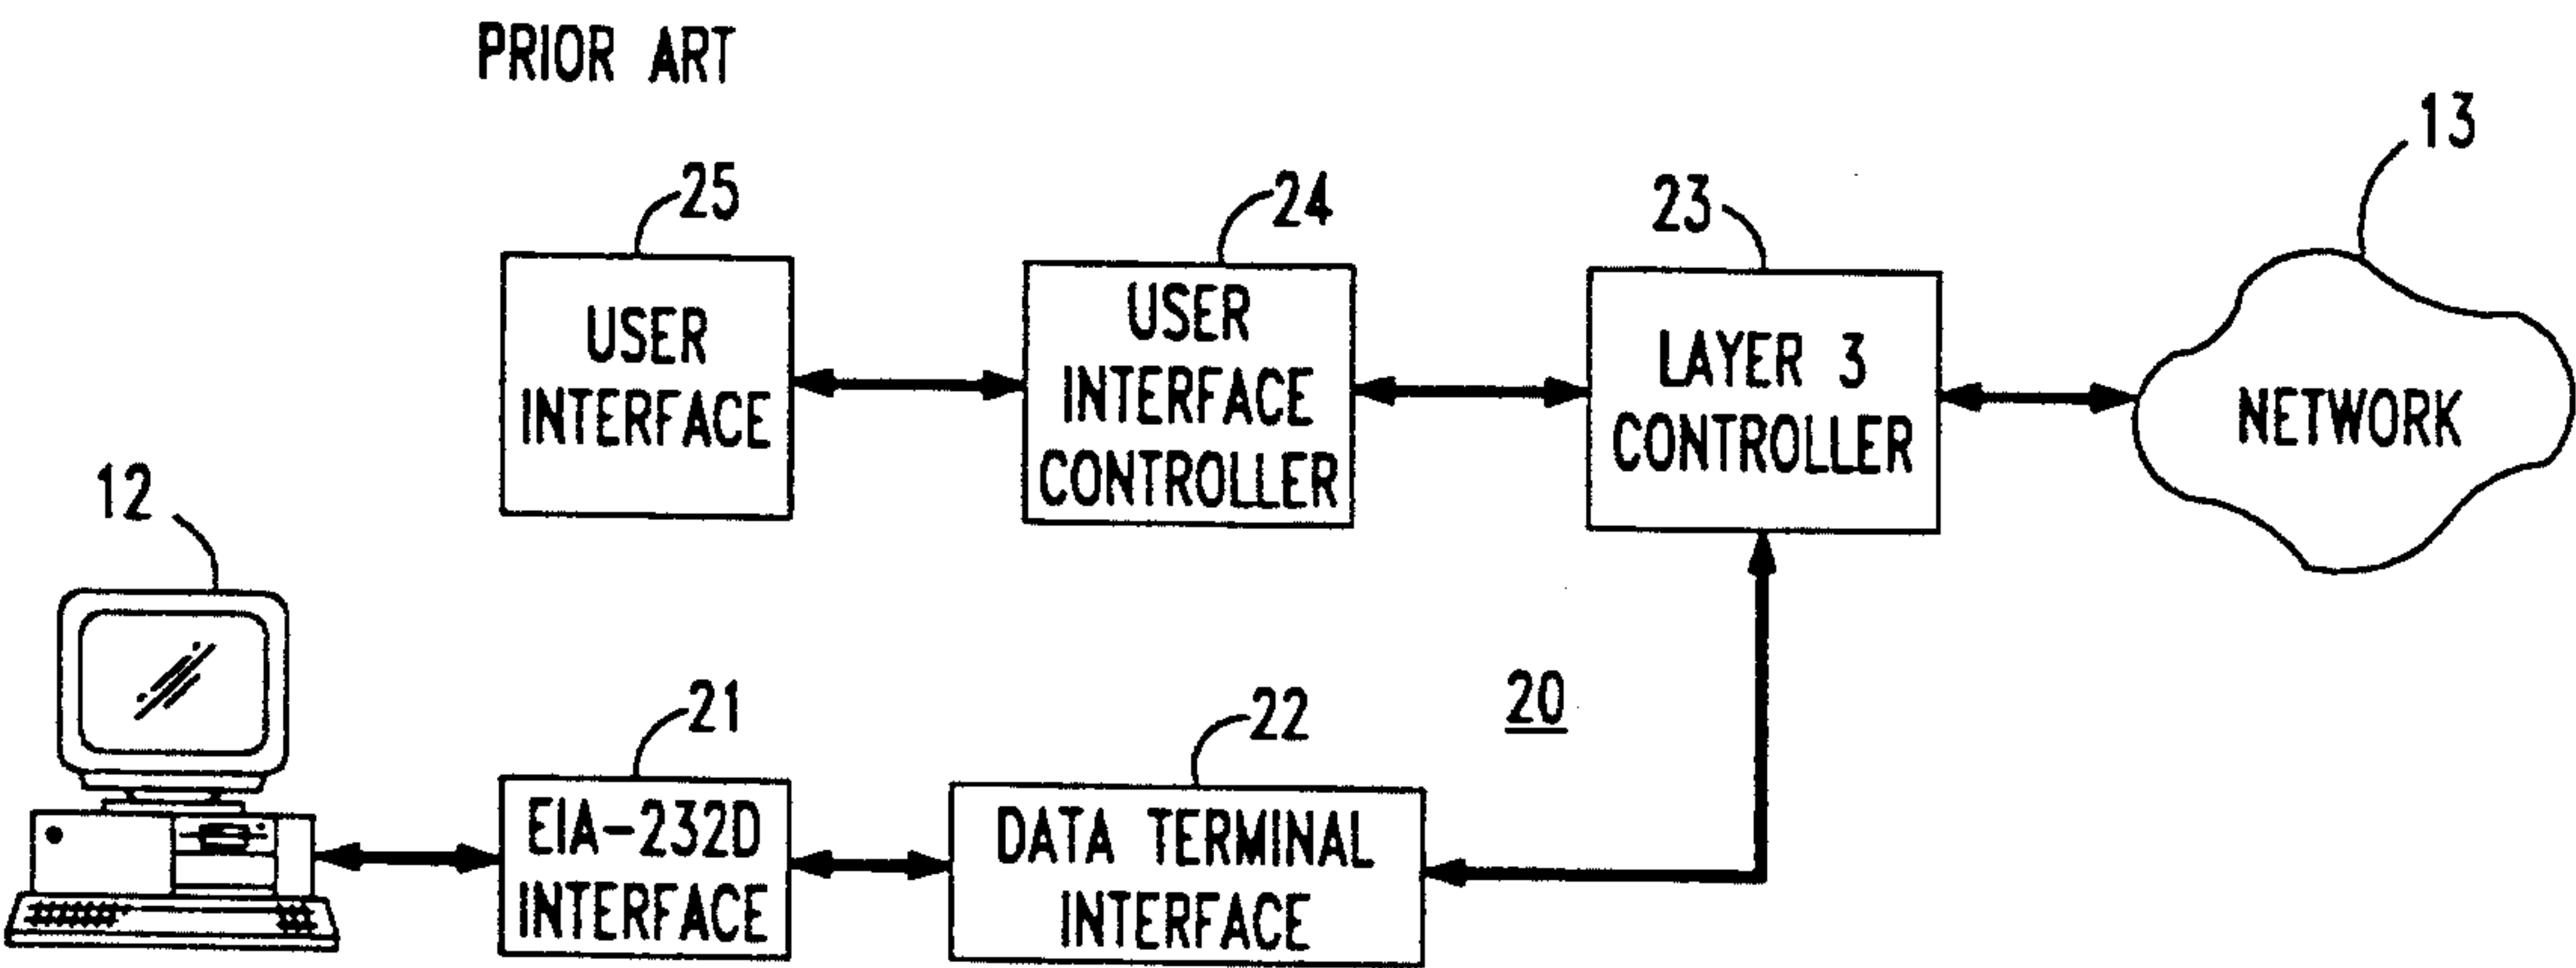 PRIOR ART
13
25
24
23
USER
INTERFACE
USER
INTERFACE
CONTROLLER
LAYER 3
CONTROLLER
NETWORK
12
21
22
20
EIA-232D
INTERFACE
DATA TERMINAL
INTERFACE